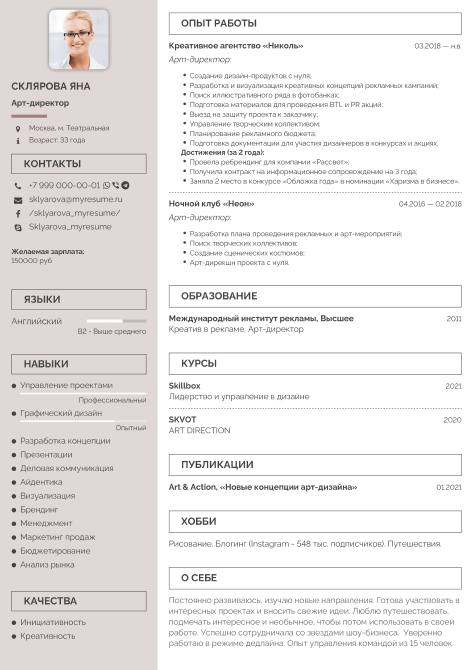 СКЛЯРОВА ЯНА
Арт-директор
Москва, м. Театральная
Возраст: 33 года
КОНТАКТЫ
+7 999 000-00-01
sklyarova@myresume.ru
/sklyarova_myresume/
Sklyarova_myresume
Желаемая зарплата:
150000 руб
ЯЗЫКИ
Английский
B2 - Выше среднего
НАВЫКИ
Управление проектами
Профессиональный
Графический дизайн
Опытный
Разработка концепции
Презентации
Деловая коммуникация
Айдентика
Визуализация
Брендинг
Менеджмент
Маркетинг продаж
Бюджетирование
Анализ рынка
КАЧЕСТВА
Инициативность
Креативность
ОПЫТ РАБОТЫ
Креативное агентство «Николь» 03.2018 — н.в.
Арт-директор:
Создание дизайн-продуктов с нуля;
Разработка и визуализация креативных концепций рекламных кампаний;
Поиск иллюстративного ряда в фотобанках;
Подготовка материалов для проведения BTL и PR акций;
Выезд на защиту проекта к заказчику;
Управление творческим коллективом;
Планирование рекламного бюджета;
Подготовка документации для участия дизайнеров в конкурсах и акциях.
Достижения (за 2 года):
Провела ребрендинг для компании «Рассвет»;
Получила контракт на информационное сопровождение на 3 года;
Заняла 2 место в конкурсе «Обложка года» в номинации «Харизма в бизнесе».
Ночной клуб «Неон» 04.2016 — 02.2018
Арт-директор:
Разработка плана проведения рекламных и арт-мероприятий;
Поиск творческих коллективов;
Создание сценических костюмов;
Арт-дирекшн проекта с нуля.
ОБРАЗОВАНИЕ
Международный институт рекламы, Высшее 2011
Креатив в рекламе, Арт-директор
КУРСЫ
Skillbox 2021
Лидерство и управление в дизайне
SKVOT 2020
ART DIRECTION
ПУБЛИКАЦИИ
Art & Action, «Новые концепции арт-дизайна» 01.2021
ХОББИ
Рисование. Блогинг (Instagram - 548 тыс. подписчиков). Путешествия.
О СЕБЕ
Постоянно развиваюсь, изучаю новые направления. Готова участвовать в
интересных проектах и вносить свежие идеи. Люблю путешествовать,
подмечать интересное и необычное, чтобы потом использовать в своей
работе. Успешно сотрудничала со звездами шоу-бизнеса. Уверенно
работаю в режиме дедлайна. Опыт управления командой из 15 человек.